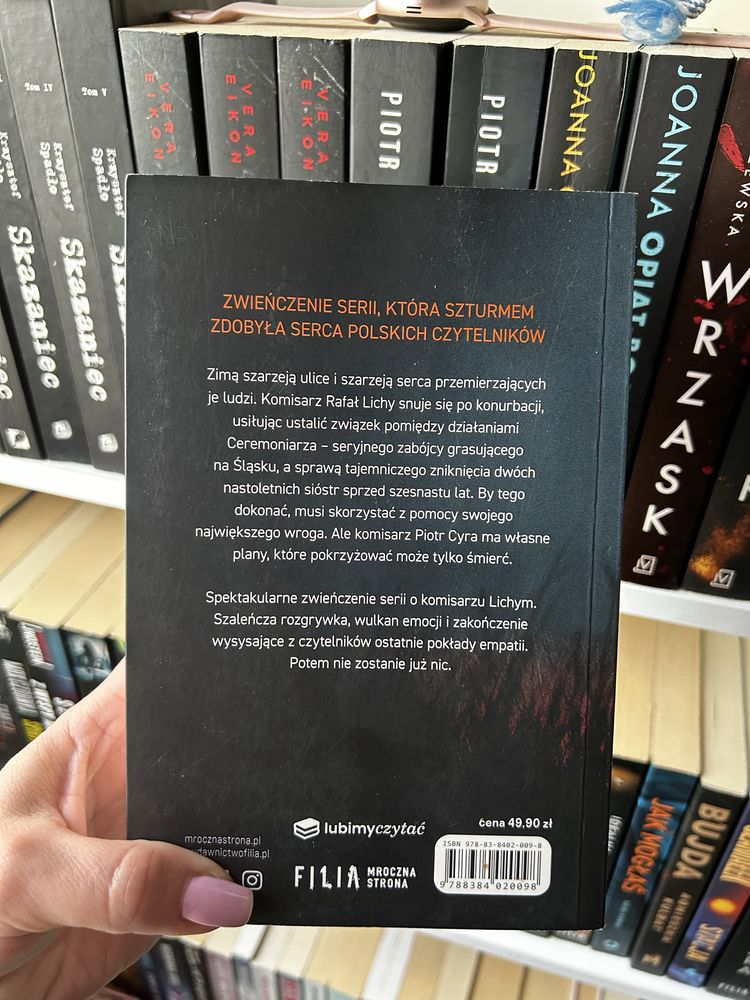 Tom IV
Tom V
Krzysztof
Spadło
Skazaniec
Krzysztof
Spadło
Skazaniec
VERA
EIKON
VERA
EIKON
VERA
EIKON
PIOTR
PIOTR
JOANNA
JOANNA OPIAT
WRZASK
ZWIEŃCZENIE SERII, KTÓRA SZTURMEM
ZDOBYŁA SERCA POLSKICH CZYTELNIKÓW
Zimą szarzeją ulice i szarzeją serca przemierzających
je ludzi. Komisarz Rafał Lichy snuje się po konurbacji,
usiłując ustalić związek pomiędzy działaniami
Ceremoniarza – seryjnego zabójcy grasującego
na Śląsku, a sprawą tajemniczego zniknięcia dwóch
nastoletnich sióstr sprzed szesnastu lat. By tego
dokonać, musi skorzystać z pomocy swojego
największego wroga. Ale komisarz Piotr Cyra ma własne
plany, które pokrzyżować może tylko śmierć.
Spektakularne zwieńczenie serii o komisarzu Lichym.
Szaleńcza rozgrywka, wulkan emocji i zakończenie
wysysające z czytelników ostatnie pokłady empatii.
Potem nie zostanie już nic.
mrocznastrona.pl
wydawnictwofilia.pl
lubimyczytać
FILIA MROCZNA
STRONA
cena 49,90 zł
ISBN 978-83-8402-009-8
9 788384 020098
JAK MOGŁAŚ
BUJDA